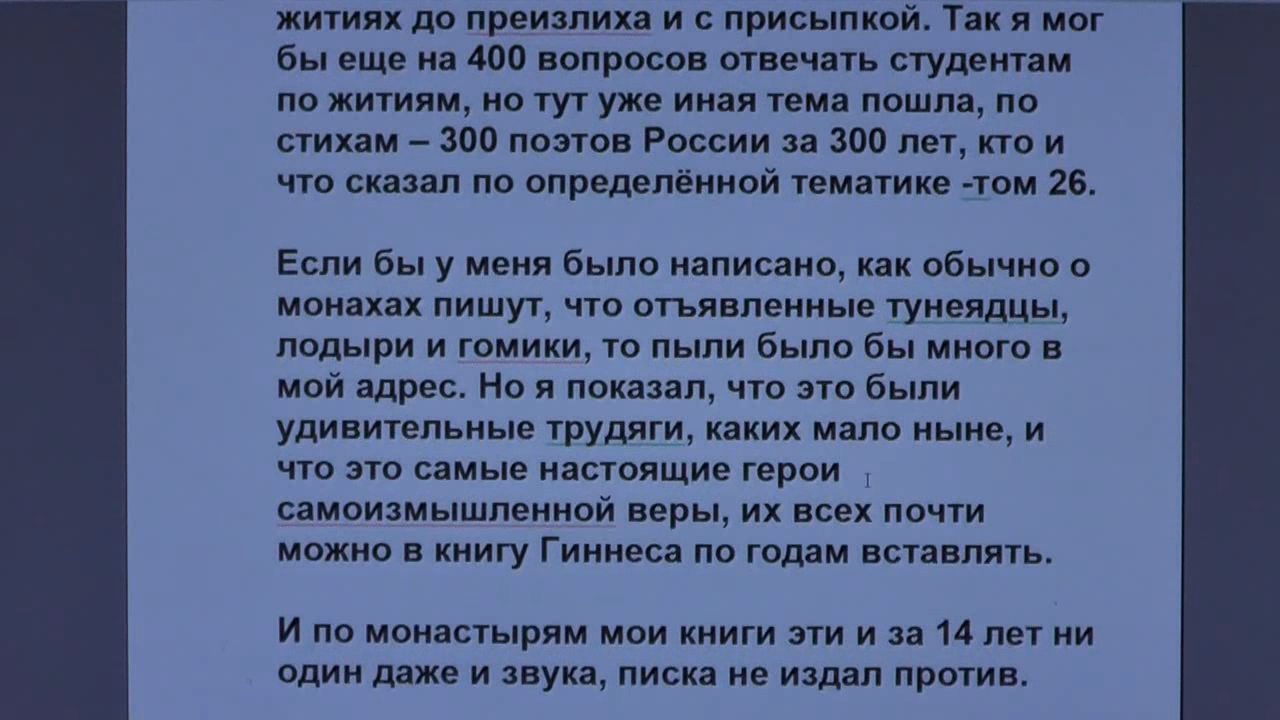 житиях до преизлиха и с присыпкой. Так я мог
бы еще на 400 вопросов отвечать студентам
по житиям, но тут уже иная тема пошла, по
стихам – 300 поэтов России за 300 лет, кто и
что сказал по определённой тематике -том 26.
Если бы у меня было написано, как обычно о
монахах пишут, что отъявленные тунеядцы,
лодыри и гомики, то пыли было бы много в
мой адрес. Но я показал, что это были
удивительные трудяги, каких мало ныне, и
что это самые настоящие герои
самоизмышленной веры, их всех почти
можно в книгу Гиннеса по годам вставлять.
И по монастырям мои книги эти и за 14 лет ни
один даже и звука, писка не издал против.